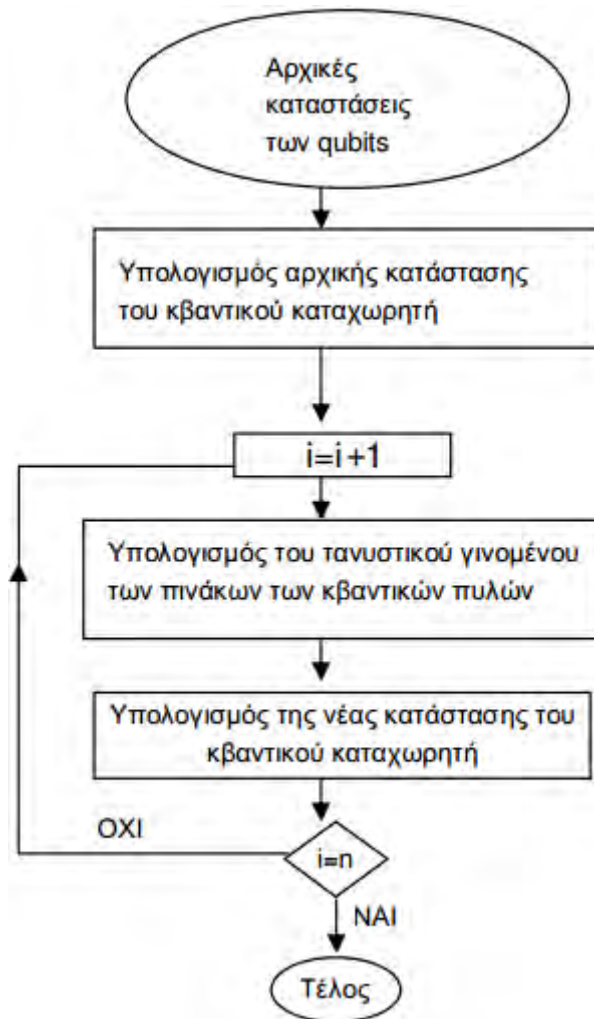 Αρχικές
καταστάσεις
των qubits
Υπολογισμός αρχικής κατάστασης
του κβαντικού καταχωρητή
i=i+1
Υπολογισμός του τανυστικού γινομένου
των πινάκων των κβαντικών πυλών
Υπολογισμός της νέας κατάστασης του
κβαντικού καταχωρητή
ΟΧΙ
i=n
ΝΑΙ
Τέλος